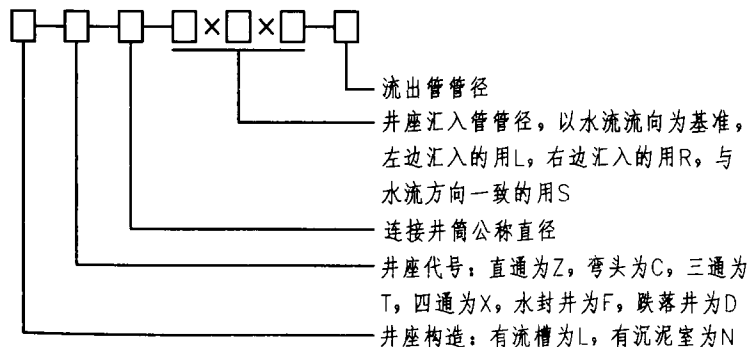 □—□—□—□×□×□—□
流出管管径
井座汇入管管径，以水流流向为基准，
左边汇入的用L，右边汇入的用R，与
水流方向一致的用S
连接井筒公称直径
井座代号：直通为Z，弯头为C，三通为
T，四通为X，水封井为F，跌落井为D
井座构造：有流槽为L，有沉泥室为N